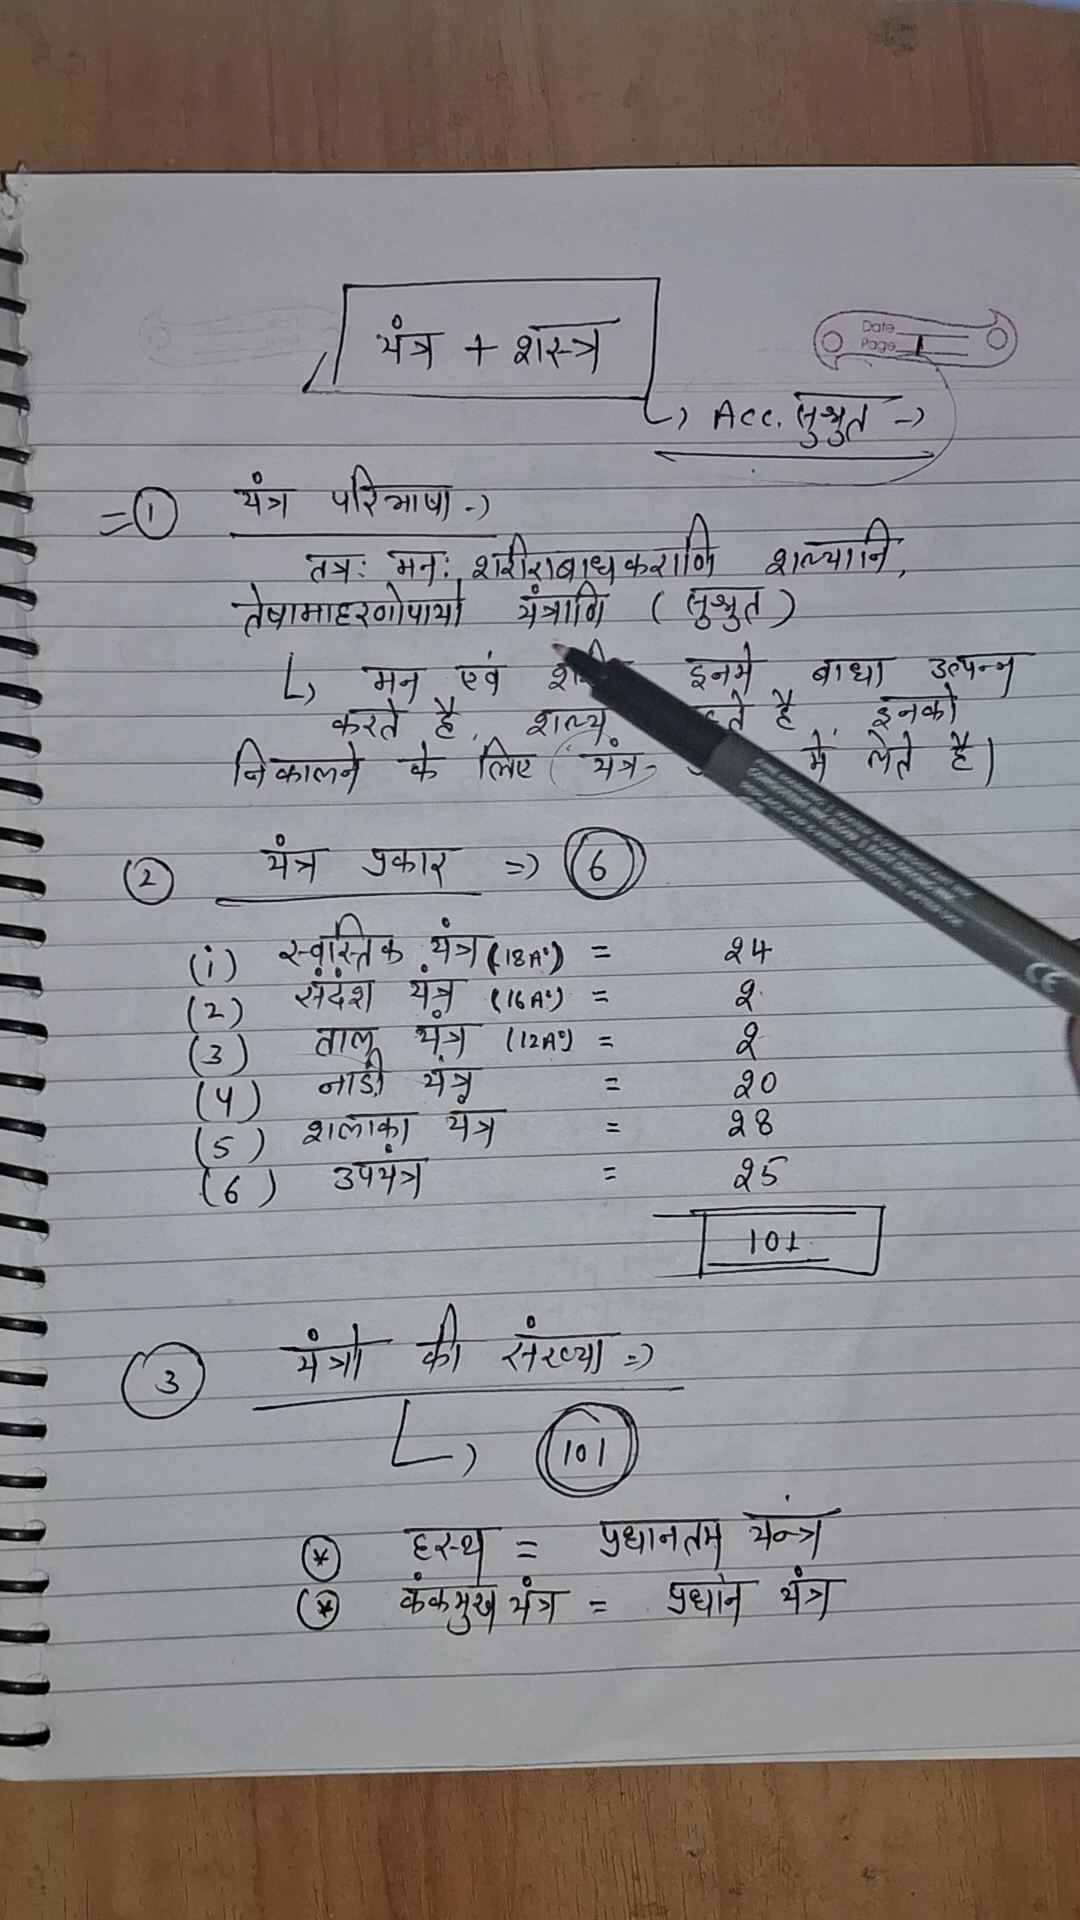 यंत्र + शस्त्र
Date
Page 1
↳ Acc. सुश्रुत →
= ① यंत्र परिभाषा →
तत्रः मनः शरीराबाधकराणि शल्यानि,
तेषामाहरणोपायो यंत्राणि (सुश्रुत)
↳ मन एवं इनमे बाधा उत्पन्न
करते है, शल्य है, इनको
निकालने के लिए यंत्र में लेते है।
② यंत्र प्रकार => ⑥
(i) स्वास्तिक यंत्र (18A°) = 24
(2) संदंश यंत्र (16A°) = 2
(3) तालू यंत्र (12A°) = 2
(4) नाडी यंत्र = 20
(5) शलाका यंत्र = 28
(6) उपयंत्र = 25
101
③ यंत्रो की संख्या =>
↳ 101
* हस्थ = प्रधानतम यंन्त्र
* कंकमुख यंत्र = प्रधान यंत्र
CE